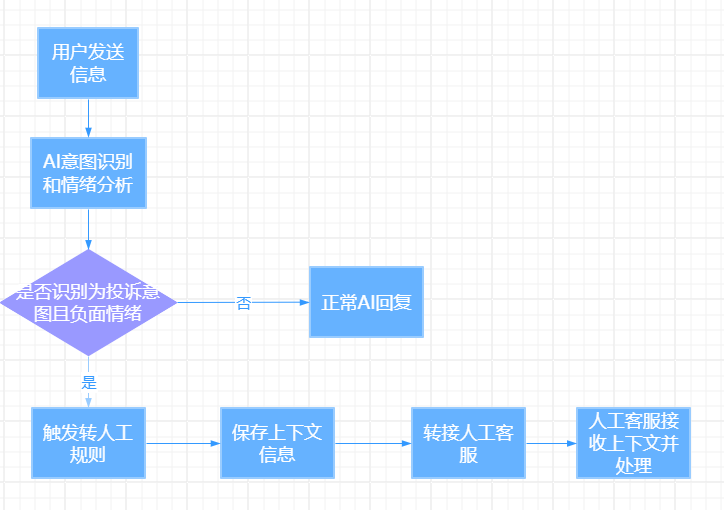 用户发送
信息
AI意图识别
和情绪分析
是否识别为投诉意
图且负面情绪
否
正常AI回复
是
触发转人工
规则
保存上下文
信息
转接人工客
服
人工客服接
收上下文并
处理